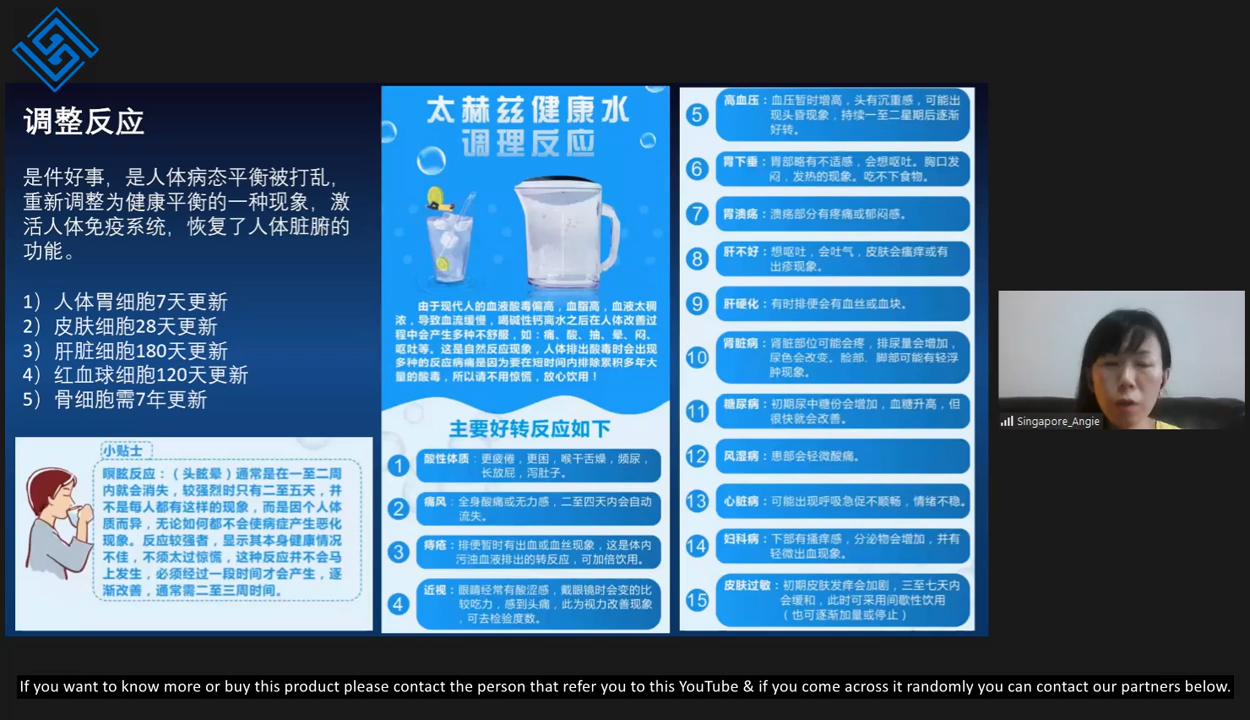 调整反应
是件好事，是人体病态平衡被打乱，
重新调整为健康平衡的一种现象，激
活人体免疫系统，恢复了人体脏腑的
功能。
1）人体胃细胞7天更新
2）皮肤细胞28天更新
3）肝脏细胞180天更新
4）红血球细胞120天更新
5）骨细胞需7年更新
小贴士
瞑眩反应：（头眩晕）通常是在一至二周
内就会消失，较强烈时只有二至五天，并
不是每人都有这样的现象，而是因个人体
质而异，无论如何都不会使病症产生恶化
现象。反应较强者，显示其本身健康情况
不佳，不须太过惊慌，这种反应并不会马
上发生，必须经过一段时间才会产生，逐
渐改善，通常需二至三周时间。
太赫兹健康水
调理反应
由于现代人的血液酸毒偏高，血脂高，血液太稠
浓，导致血流缓慢，喝碱性钙离水之后在人体改善过
程中会产生多种不舒服，如：痛、酸、抽、晕、闷、
呕吐等。这是自然反应现象，人体排出酸毒时会出现
多种的反应病痛是因为要在短时间内排除累积多年大
量的酸毒，所以请不用惊慌，放心饮用！
主要好转反应如下
1 酸性体质：更疲倦，更困，喉干舌燥，频尿，
长放屁，泻肚子。
2 痛风：全身酸痛或无力感，二至四天内会自动
流失。
3 痔疮：排便暂时有出血或血丝现象，这是体内
污浊血液排出的转反应，可加倍饮用。
4 近视：眼睛经常有酸涩感，戴眼镜时会变的比
较吃力，感到头痛，此为视力改善现象
，可去检验度数。
5 高血压：血压暂时增高，头有沉重感，可能出
现头昏现象，持续一至二星期后逐渐
好转。
6 胃下垂：胃部略有不适感，会想呕吐。胸口发
闷，发热的现象。吃不下食物。
7 胃溃疡：溃疡部分有疼痛或郁闷感。
8 肝不好：想呕吐，会吐气，皮肤会瘙痒或有
出疹现象。
9 肝硬化：有时排便会有血丝或血块。
10 肾脏病：肾脏部位可能会疼，排尿量会增加，
尿色会改变。脸部、脚部可能有轻浮
肿现象。
11 糖尿病：初期尿中糖份会增加，血糖升高，但
很快就会改善。
12 风湿病：患部会轻微酸痛。
13 心脏病：可能出现呼吸急促不顺畅，情绪不稳。
14 妇科病：下部有搔痒感，分泌物会增加，并有
轻微出血现象。
15 皮肤过敏：初期皮肤发痒会加剧，三至七天内
会缓和，此时可采用间歇性饮用
（也可逐渐加量或停止）
Singapore_Angie
If you want to know more or buy this product please contact the person that refer you to this YouTube & if you come across it randomly you can contact our partners below.